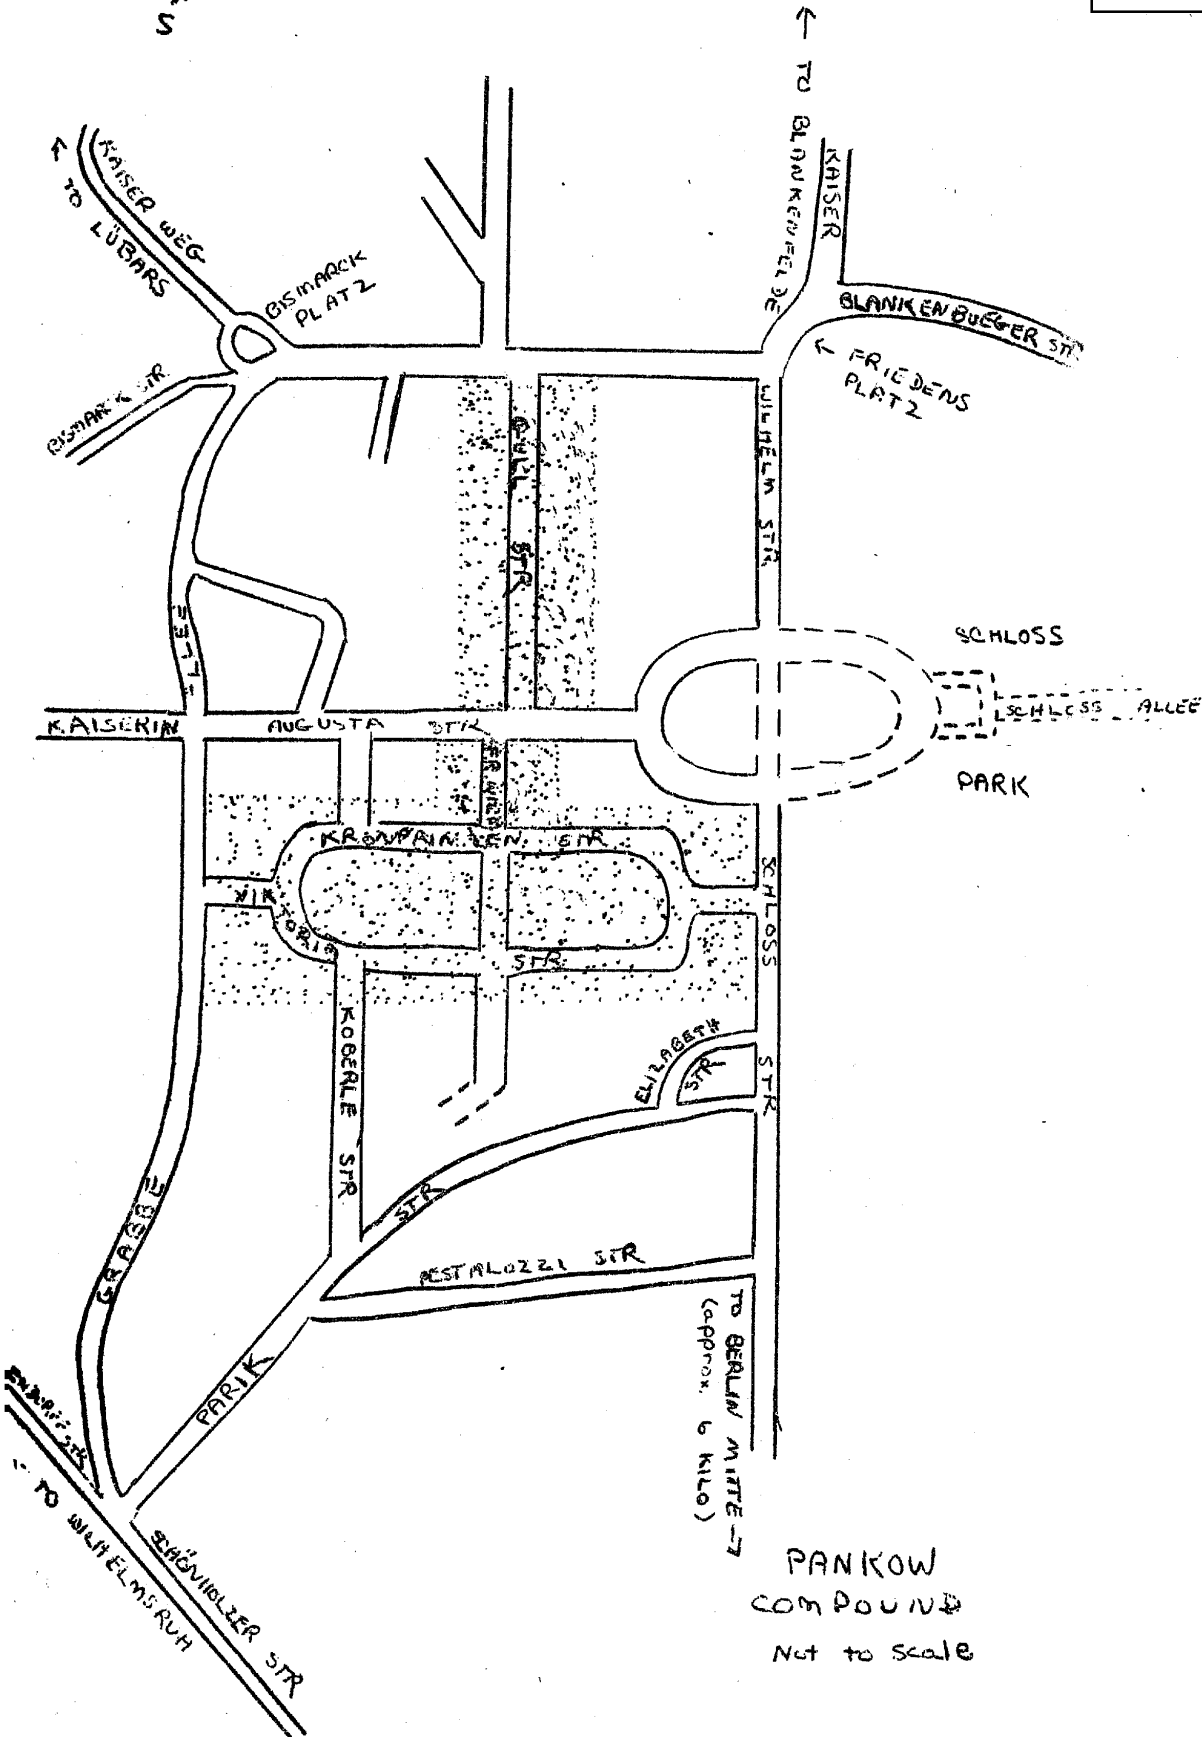 S
↑ TO BLANKENFELDE
KAISER WEG
↑ TO LÜBARS
KAISER
BISMARCK
PLATZ
BLANKENBUEGER STR
← FRIEDENS
PLATZ
BISMARCK STR
WILHELM STR
STR
ALLEE
SCHLOSS
SCHLOSS ALLEE
KAISERIN AUGUSTA STR
PARK
KRONPRINZEN STR
VIKTORIA STR
SCHLOSS STR
KOBERLE STR
ELIZABETH
STR
GRABBE
STR
PESTALOZZI STR
PARK
TO BERLIN MITTE →
(approx. 6 KILO)
TO WILHELMSRUH
SCHÖNHOLZER STR
PANKOW
COMPOUND
Not to Scale